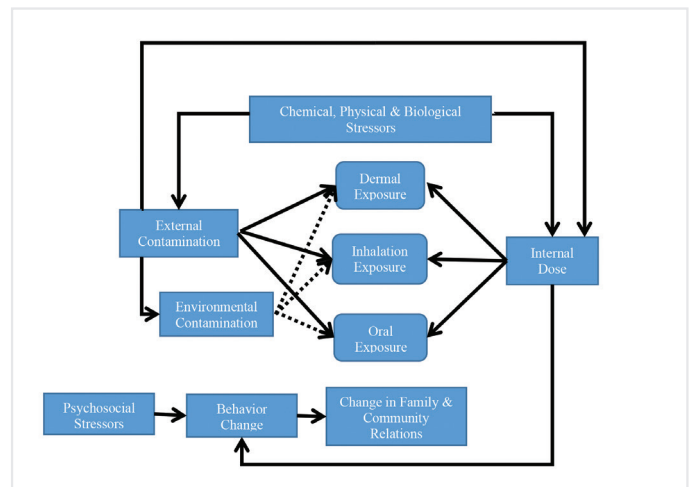 Chemical, Physical & Biological
Stressors
Dermal
Exposure
External
Contamination
Inhalation
Exposure
Internal
Dose
Environmental
Contamination
Oral
Exposure
Psychosocial
Stressors
Behavior
Change
Change in Family &
Community
Relations